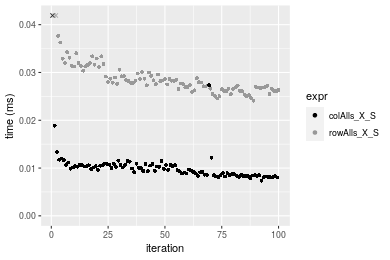 0.04
0.03
0.02
0.01
0.00
time (ms)
0
25
50
75
100
iteration
expr
colAlls_X_S
rowAlls_X_S